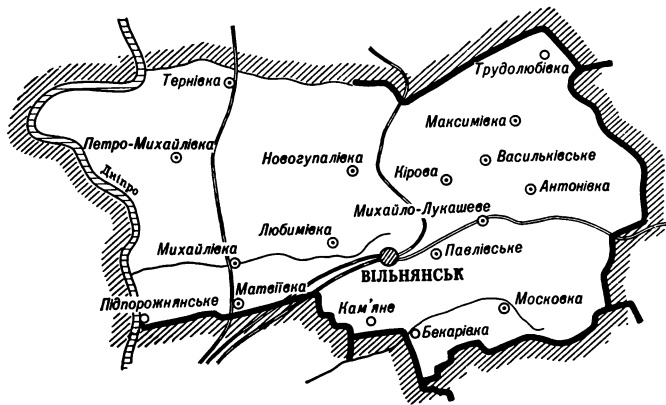 Трудолюбівка
Тернівка
Максимівка
Петро-Михайлівка
Новогупалівка
Васильківське
Кірова
Антонівка
Дніпро
Михайло-Лукашеве
Любимівка
Михайлівка
Павлівське
ВІЛЬНЯНСЬК
Матвіївка
Підпорожнянське
Кам'яне
Московка
Бекарівка